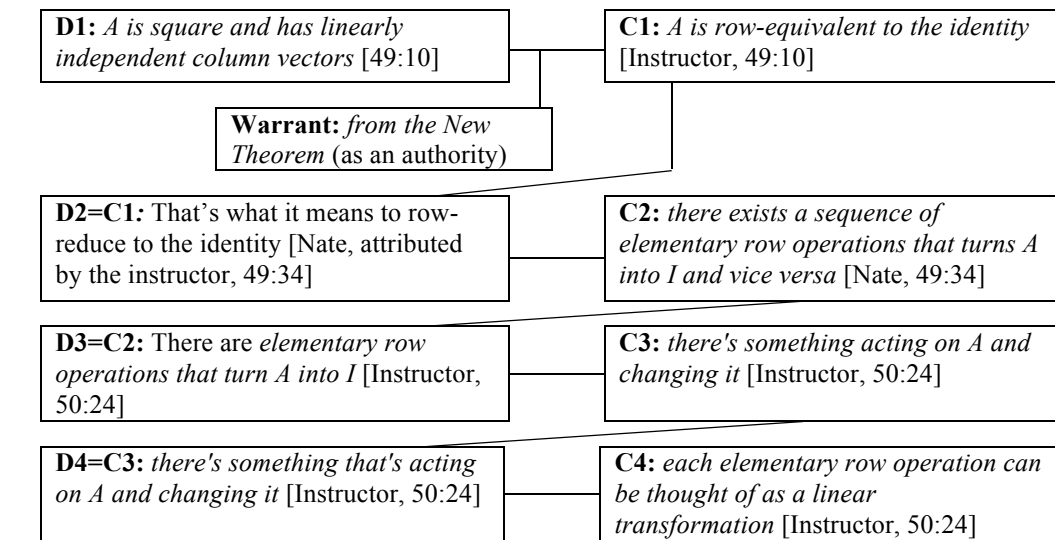 D1: A is square and has linearly
independent column vectors [49:10]
C1: A is row-equivalent to the identity
[Instructor, 49:10]
Warrant: from the New
Theorem (as an authority)
D2=C1: That’s what it means to row-
reduce to the identity [Nate, attributed
by the instructor, 49:34]
C2: there exists a sequence of
elementary row operations that turns A
into I and vice versa [Nate, 49:34]
D3=C2: There are elementary row
operations that turn A into I [Instructor,
50:24]
C3: there's something acting on A and
changing it [Instructor, 50:24]
D4=C3: there's something that's acting
on A and changing it [Instructor, 50:24]
C4: each elementary row operation can
be thought of as a linear
transformation [Instructor, 50:24]